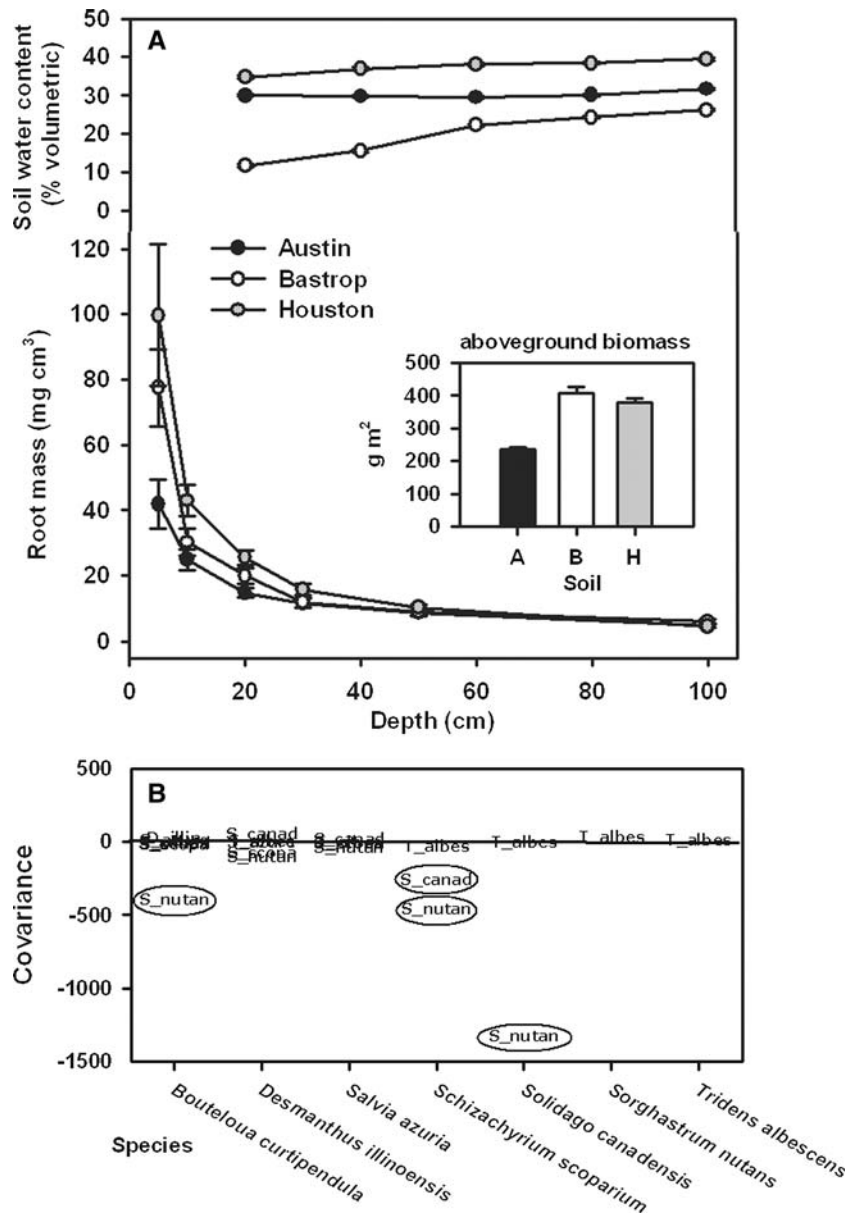 A
50
40
30
20
10
0
Soil water content
(% volumetric)
Austin
Bastrop
Houston
120
100
80
60
40
20
0
Root mass (mg cm³)
aboveground biomass
500
400
300
200
100
0
g m²
A B H
Soil
0 20 40 60 80 100
Depth (cm)
B
500
0
-500
-1000
-1500
Covariance
S_canad
S_nutan
S_canad
S_nutan
T_albes
T_albes
T_albes
T_albes
S_nutan
S_canad
S_nutan
S_nutan
Bouteloua curtipendula
Desmanthus illinoensis
Salvia azuria
Schizachyrium scoparium
Solidago canadensis
Sorghastrum nutans
Tridens albescens
Species